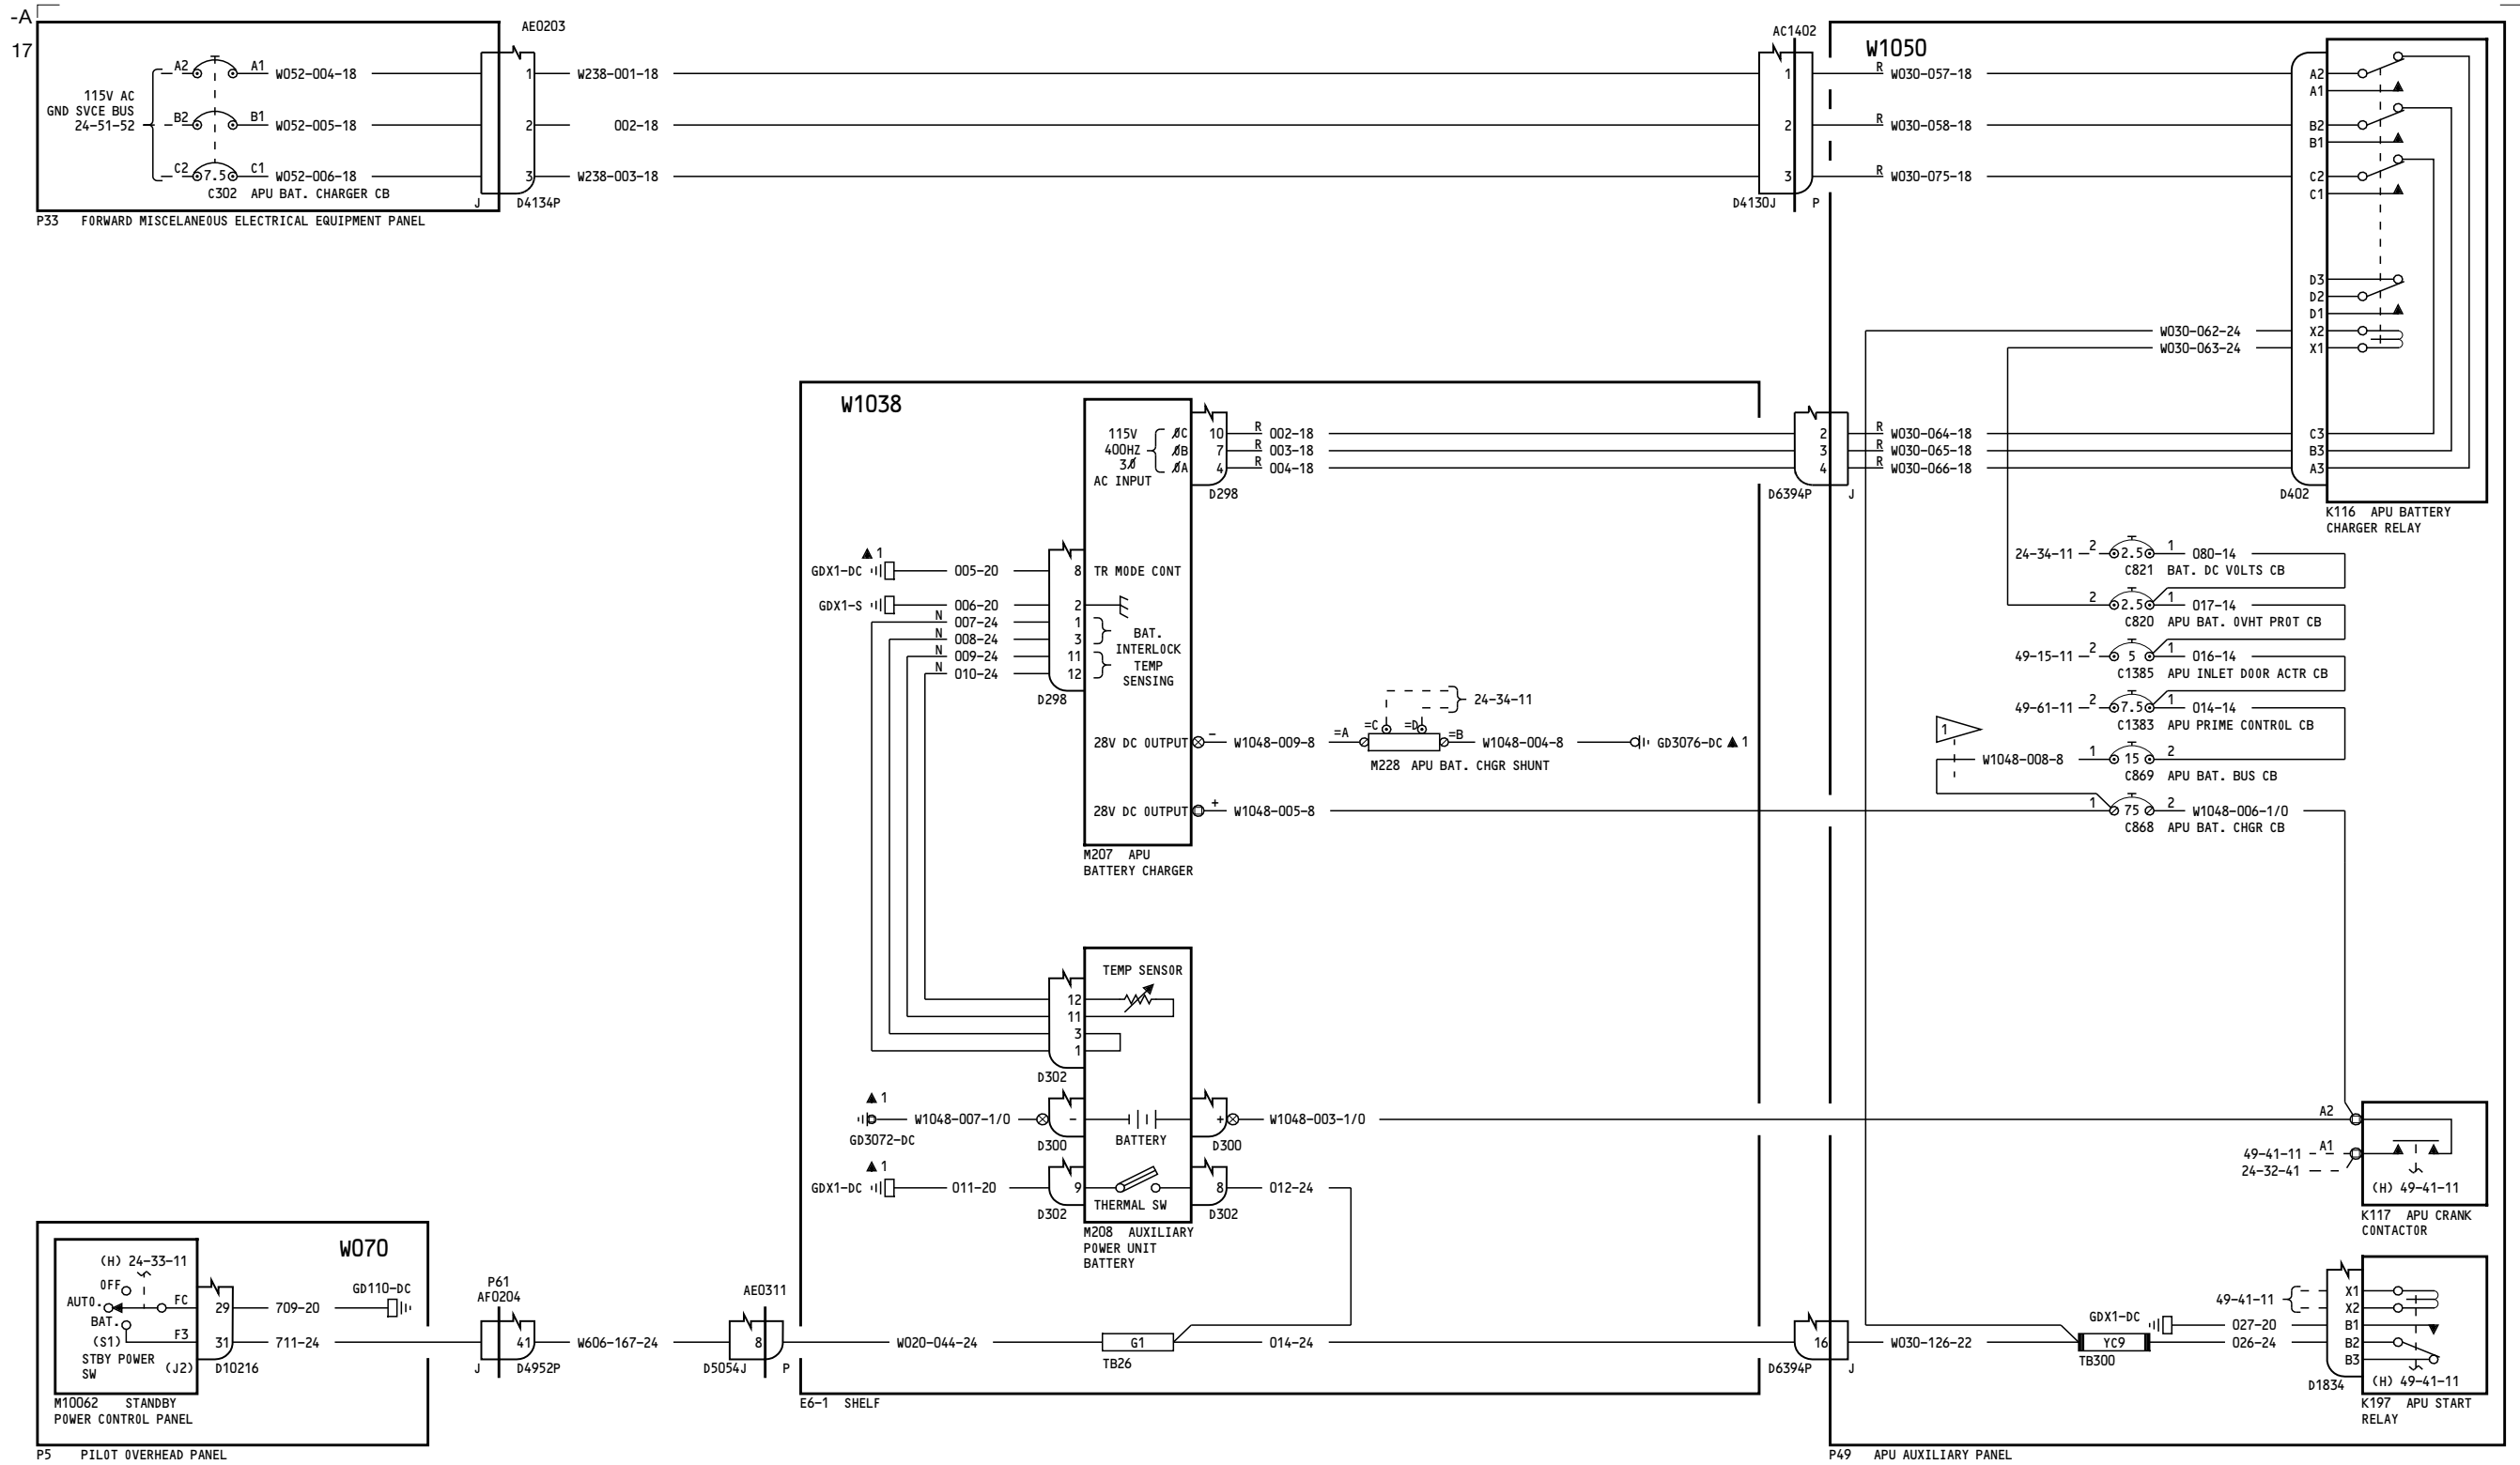 -A
17
AE0203
A2
A1
W052-004-18
1
W238-001-18
115V AC
GND SVCE BUS
24-51-52
B2
B1
W052-005-18
2
002-18
C2
7.5
C1
W052-006-18
3
W238-003-18
C302 APU BAT. CHARGER CB
J
D4134P
P33 FORWARD MISCELANEOUS ELECTRICAL EQUIPMENT PANEL
AC1402
W1050
1
R W030-057-18
2
R W030-058-18
3
R W030-075-18
D4130J
P
A2
A1
B2
B1
C2
C1
D3
D2
D1
W030-062-24
X2
W030-063-24
X1
C3
B3
A3
D402
K116 APU BATTERY
CHARGER RELAY
W1038
115V
400HZ
3Ø
ØC
ØB
ØA
AC INPUT
10
R 002-18
7
R 003-18
4
R 004-18
D298
2
R W030-064-18
3
R W030-065-18
4
R W030-066-18
D6394P
J
1
GDX1-DC
005-20
8
TR MODE CONT
GDX1-S
006-20
2
N 007-24
1
N 008-24
3
BAT.
INTERLOCK
N 009-24
11
N 010-24
12
TEMP
SENSING
D298
24-34-11
28V DC OUTPUT
-
W1048-009-8
=A
=C
=D
=B
W1048-004-8
GD3076-DC
1
M228 APU BAT. CHGR SHUNT
28V DC OUTPUT
+
W1048-005-8
M207 APU
BATTERY CHARGER
24-34-11
2
2.5
1
080-14
C821 BAT. DC VOLTS CB
2
2.5
1
017-14
C820 APU BAT. OVHT PROT CB
49-15-11
2
5
1
016-14
C1385 APU INLET DOOR ACTR CB
49-61-11
2
7.5
1
014-14
C1383 APU PRIME CONTROL CB
1
W1048-008-8
1
15
2
C869 APU BAT. BUS CB
1
75
2
W1048-006-1/0
C868 APU BAT. CHGR CB
TEMP SENSOR
12
11
3
1
D302
1
GD3072-DC
W1048-007-1/0
-
D300
BATTERY
+
D300
W1048-003-1/0
1
GDX1-DC
011-20
9
D302
THERMAL SW
8
D302
012-24
M208 AUXILIARY
POWER UNIT
BATTERY
A2
49-41-11
A1
24-32-41
(H) 49-41-11
K117 APU CRANK
CONTACTOR
W070
(H) 24-33-11
OFF
AUTO.
BAT.
(S1)
STBY POWER
SW
FC
29
709-20
GD110-DC
F3
31
711-24
(J2)
D10216
M10062 STANDBY
POWER CONTROL PANEL
P5 PILOT OVERHEAD PANEL
P61
AF0204
41
J
D4952P
W606-167-24
AE0311
8
D5054J
P
W020-044-24
G1
TB26
014-24
E6-1 SHELF
16
D6394P
J
W030-126-22
YC9
TB300
GDX1-DC
027-20
026-24
49-41-11
X1
X2
B1
B2
B3
D1834
(H) 49-41-11
K197 APU START
RELAY
P49 APU AUXILIARY PANEL